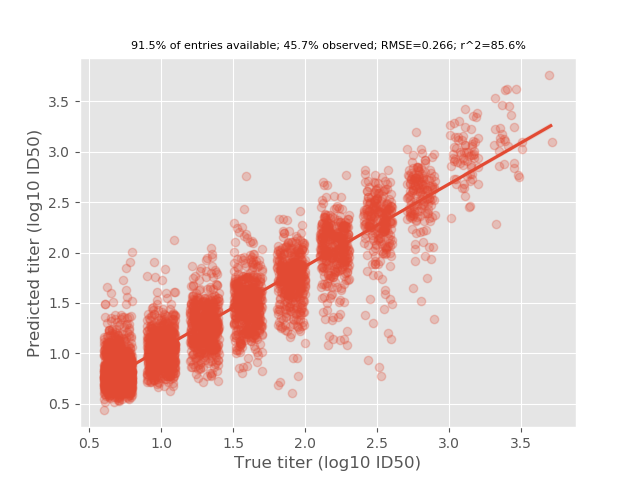 91.5% of entries available; 45.7% observed; RMSE=0.266; r^2=85.6%
Predicted titer (log10 ID50)
3.5
3.0
2.5
2.0
1.5
1.0
0.5
0.5 1.0 1.5 2.0 2.5 3.0 3.5
True titer (log10 ID50)